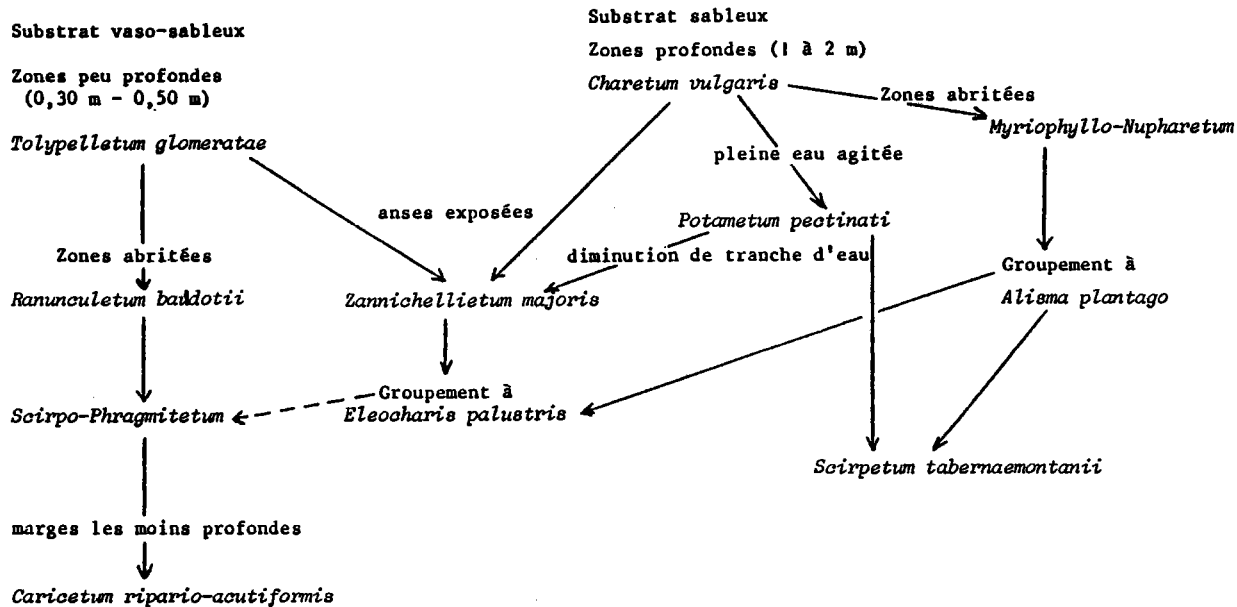 Substrat vaso-sableux
Zones peu profondes
(0,30 m - 0,50 m)
Tolypelletum glomeratae
Substrat sableux
Zones profondes (1 à 2 m)
Charetum vulgaris
Zones abritées
Myriophyllo-Nupharetum
pleine eau agitée
anses exposées
Potametum pectinati
Zones abritées
diminution de tranche d'eau
Groupement à
Alisma plantago
Ranunculetum baudotii
Zannichellietum majoris
Groupement à
Eleocharis palustris
Scirpo-Phragmitetum
Scirpetum tabernaemontanii
marges les moins profondes
Caricetum ripario-acutiformis